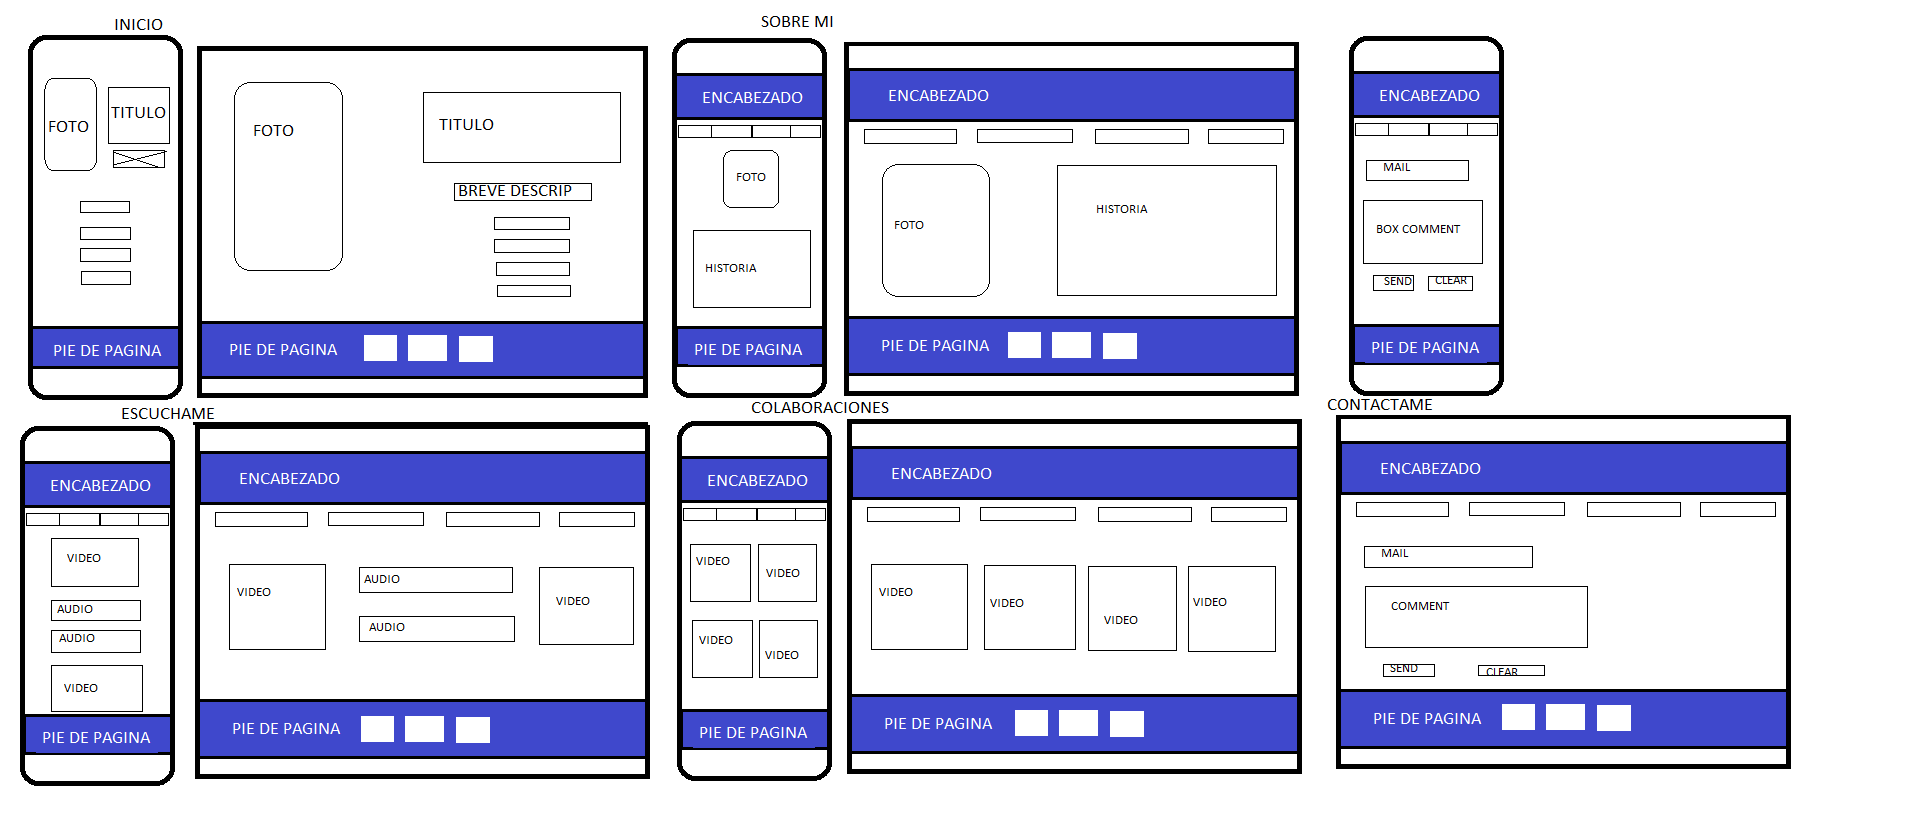 INICIO
FOTO
TITULO
PIE DE PAGINA
FOTO
TITULO
BREVE DESCRIP
PIE DE PAGINA
SOBRE MI
ENCABEZADO
FOTO
HISTORIA
PIE DE PAGINA
ENCABEZADO
FOTO
HISTORIA
PIE DE PAGINA
ENCABEZADO
MAIL
BOX COMMENT
SEND
CLEAR
PIE DE PAGINA
ESCUCHAME
ENCABEZADO
VIDEO
AUDIO
AUDIO
VIDEO
PIE DE PAGINA
ENCABEZADO
VIDEO
AUDIO
AUDIO
VIDEO
PIE DE PAGINA
COLABORACIONES
ENCABEZADO
VIDEO
VIDEO
VIDEO
VIDEO
PIE DE PAGINA
ENCABEZADO
VIDEO
VIDEO
VIDEO
VIDEO
PIE DE PAGINA
CONTACTAME
ENCABEZADO
MAIL
COMMENT
SEND
CLEAR
PIE DE PAGINA